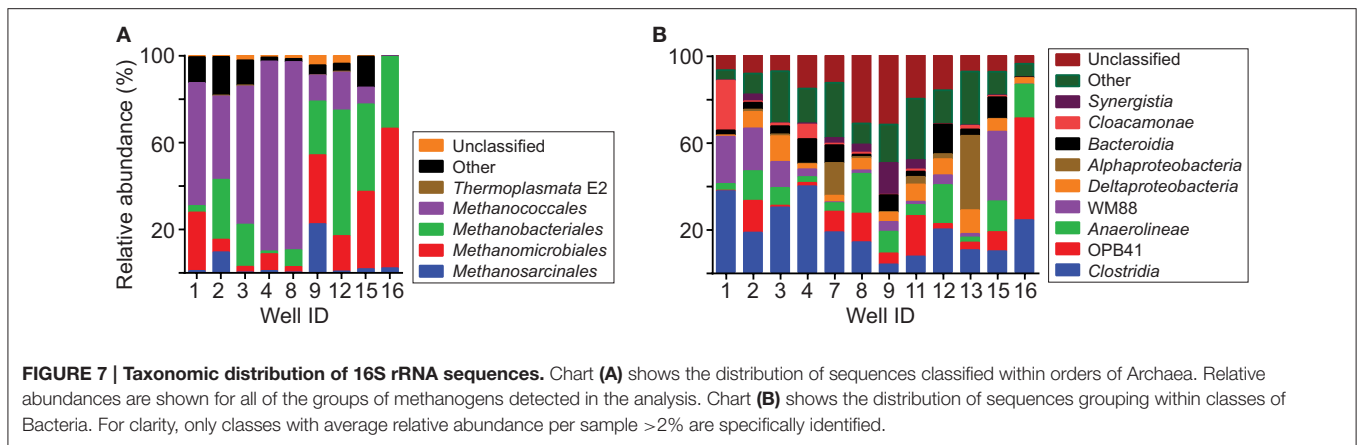 A
B
100
60
20
Relative abundance (%)
1 2 3 4 8 9 12 15 16
Well ID
Unclassified
Other
Thermoplasmata E2
Methanococcales
Methanobacteriales
Methanomicrobiales
Methanosarcinales
100
60
20
1 2 3 4 7 8 9 11 12 13 15 16
Well ID
Unclassified
Other
Synergistia
Cloacamonae
Bacteroidia
Alphaproteobacteria
Deltaproteobacteria
WM88
Anaerolineae
OPB41
Clostridia
FIGURE 7 | Taxonomic distribution of 16S rRNA sequences. Chart (A) shows the distribution of sequences classified within orders of Archaea. Relative
abundances are shown for all of the groups of methanogens detected in the analysis. Chart (B) shows the distribution of sequences grouping within classes of
Bacteria. For clarity, only classes with average relative abundance per sample >2% are specifically identified.